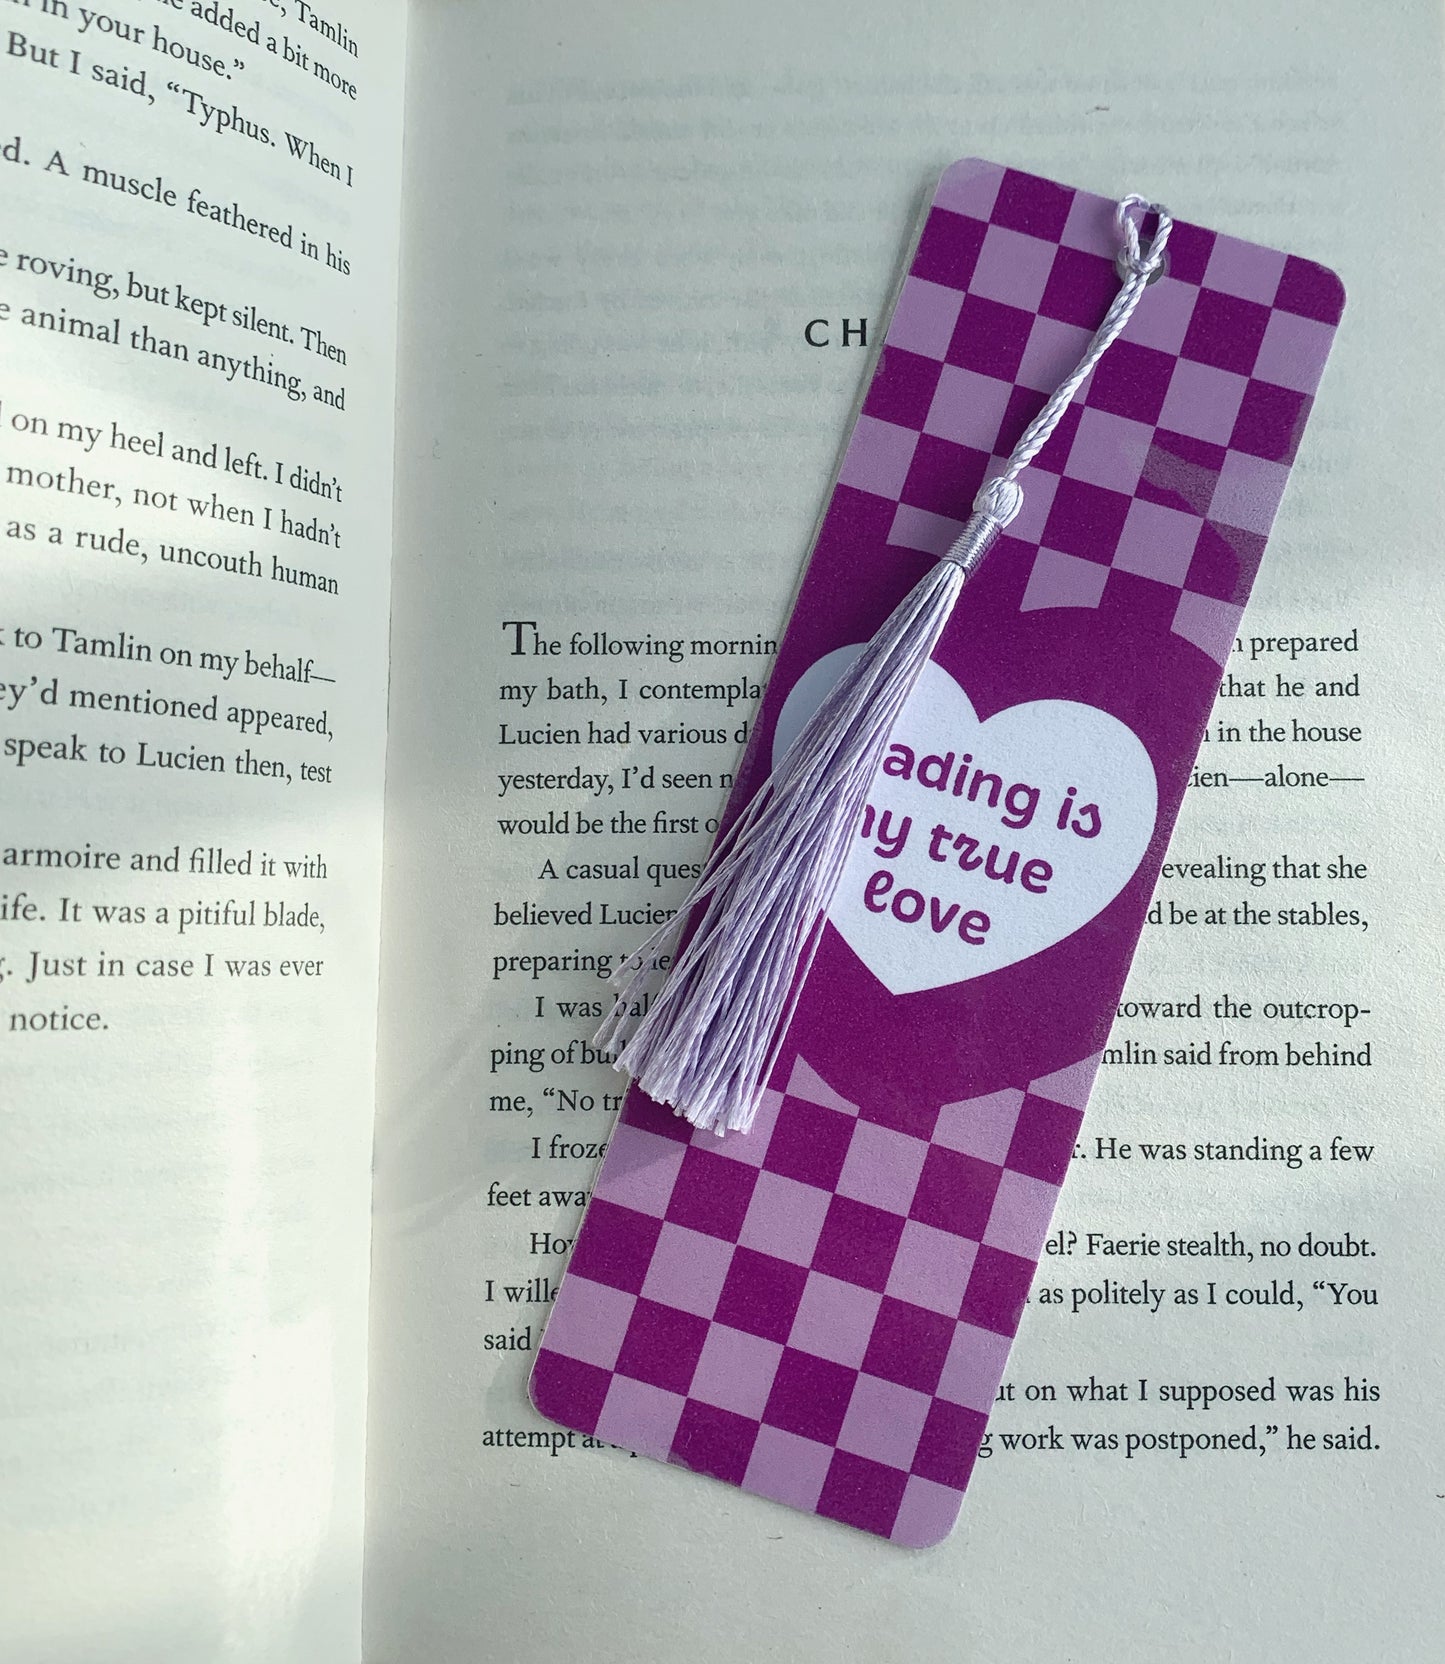 Tamlin
added a bit more
in your house.”
But I said, “Typhus. When I
A muscle feathered in his
roving, but kept silent. Then
animal than anything, and
on my heel and left. I didn’t
mother, not when I hadn’t
as a rude, uncouth human
to Tamlin on my behalf—
mentioned appeared,
speak to Lucien then, test
armoire and filled it with
It was a pitiful blade,
Just in case I was ever
notice.
CH
The following mornin
prepared
my bath, I contempla
that he and
Lucien had various d
in the house
yesterday, I’d seen n
ien—alone—
would be the first o
A casual ques
evealing that she
believed Lucien
d be at the stables,
preparing
I was
toward the outcrop-
ping of
mlin said from behind
me, “No tr
I froze
He was standing a few
feet awa
el? Faerie stealth, no doubt.
I wille
as politely as I could, “You
said
on what I supposed was his
attempt
work was postponed,” he said.
ading is
my true
love